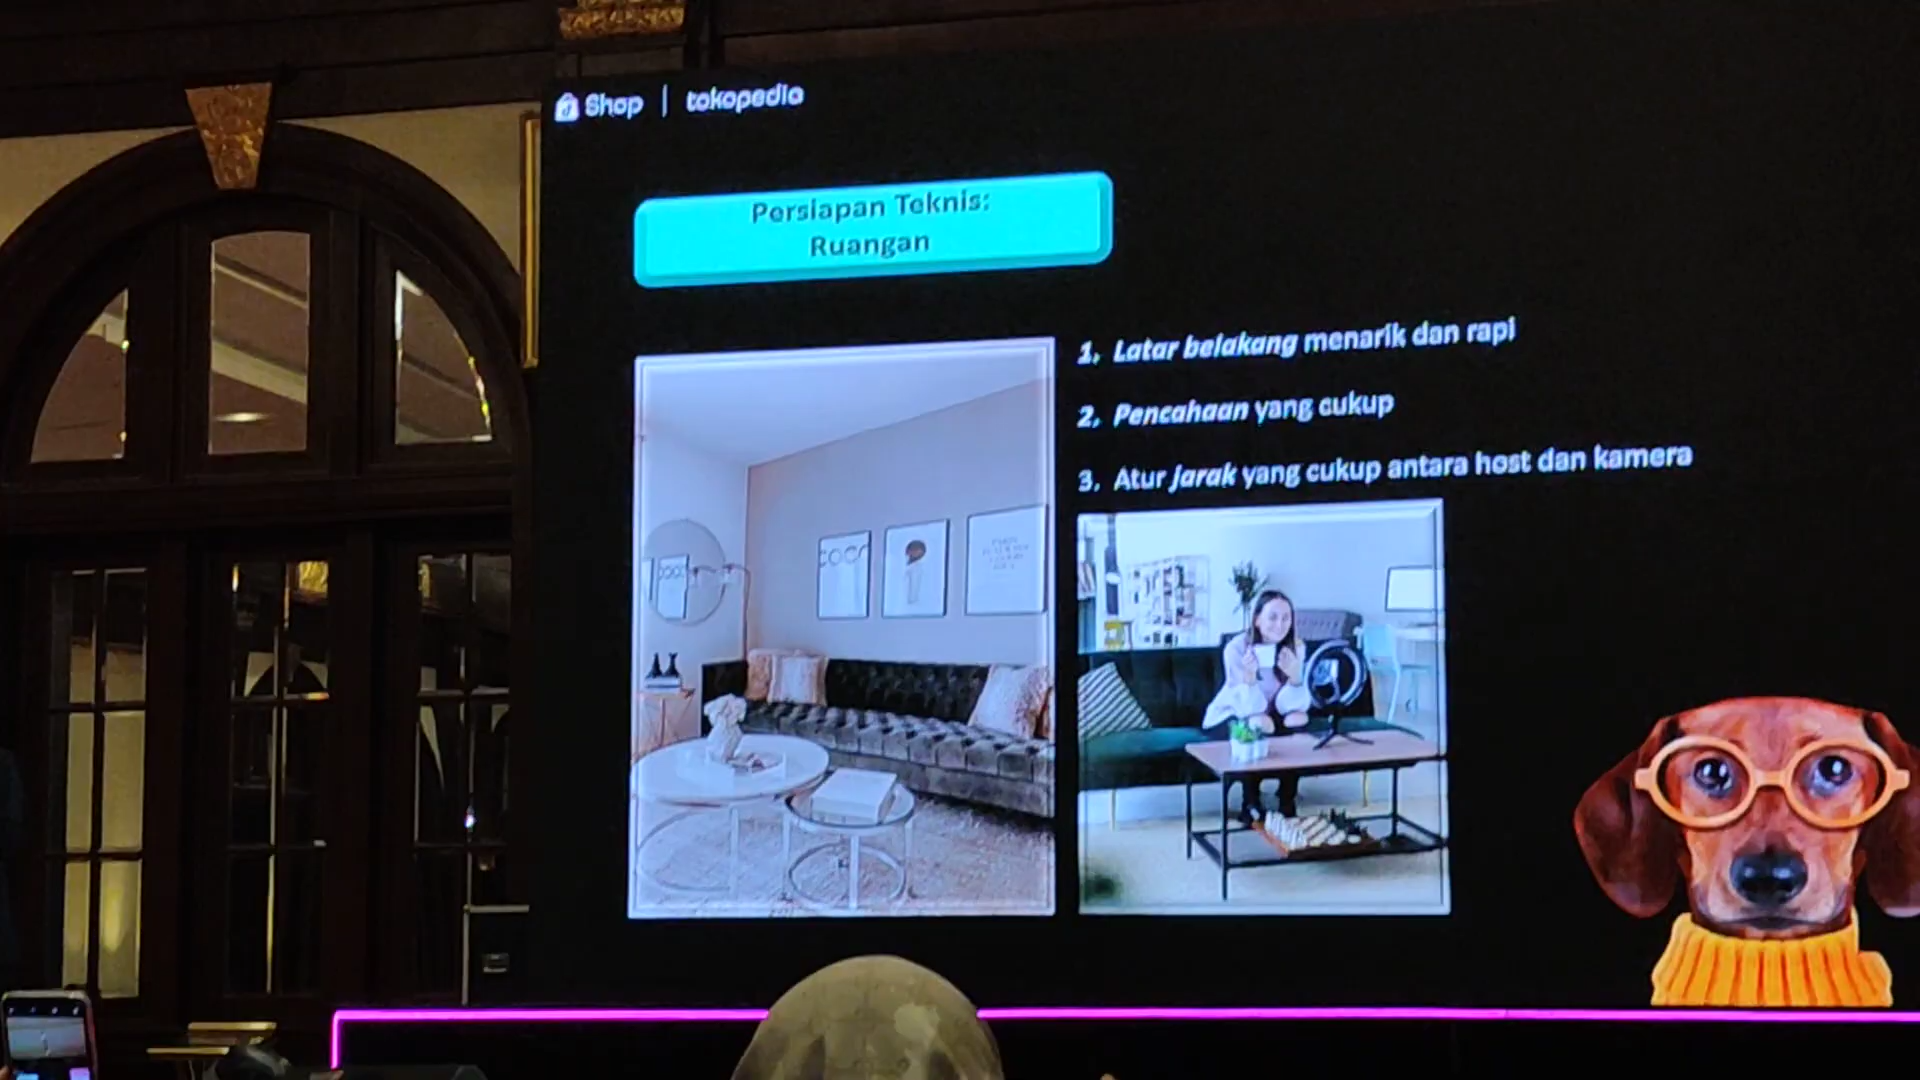 Shop | tokopedia
Persiapan Teknis:
Ruangan
1. Latar belakang menarik dan rapi
2. Pencahaan yang cukup
3. Atur jarak yang cukup antara host dan kamera